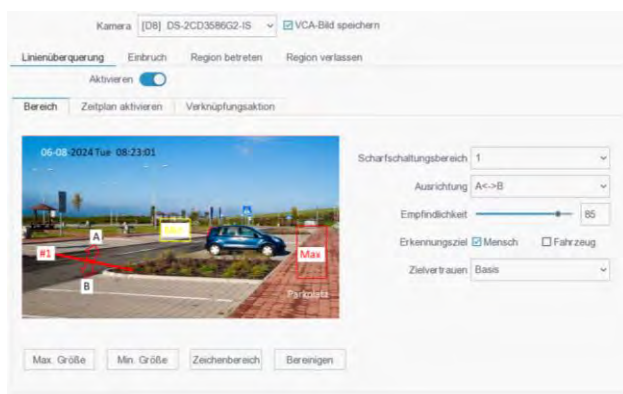 Kamera [D8] DS-2CD3586G2-IS VCA-Bild speichern
Linienüberquerung Einbruch Region betreten Region verlassen
Aktivieren
Bereich Zeitplan aktivieren Verknüpfungsaktion
06-08-2024 Tue 08:23:01
A
#1
B
Max
Parkplatz
Scharfschaltungsbereich 1
Ausrichtung A<->B
Empfindlichkeit 85
Erkennungsziel Mensch Fahrzeug
Zielvertrauen Basis
Max. Größe Min. Größe Zeichenbereich Bereinigen